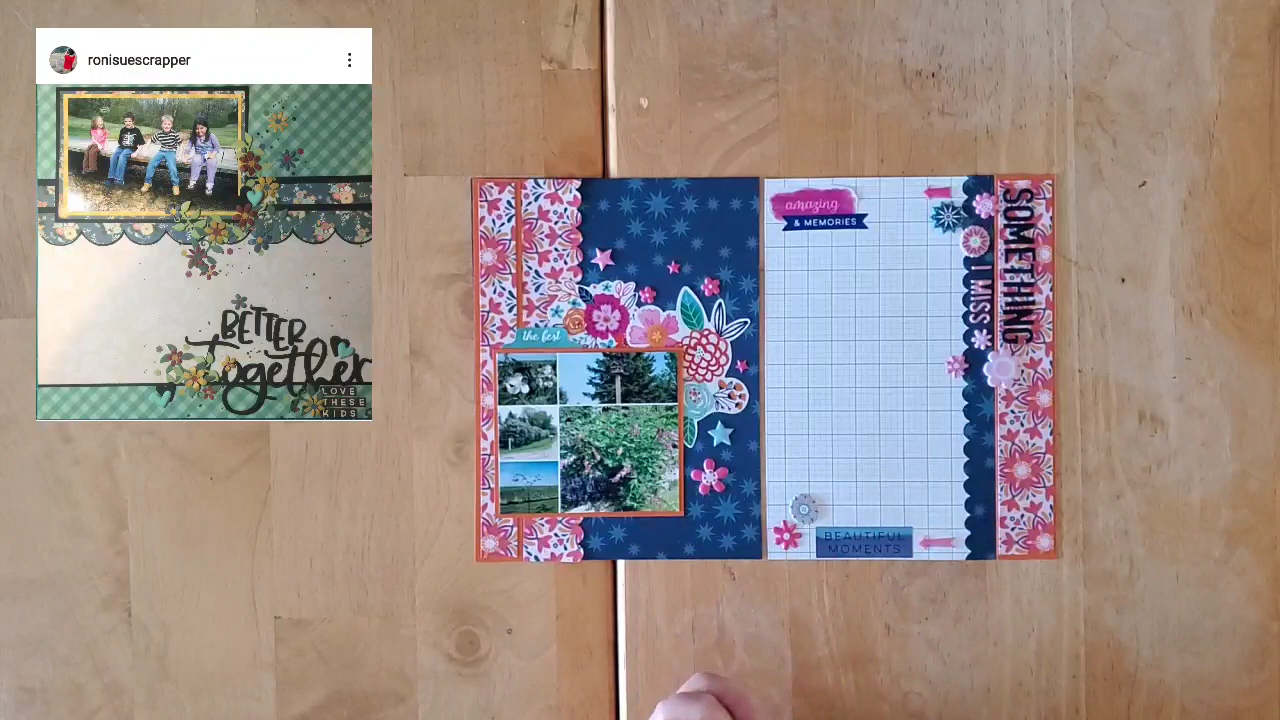 ronisuescrapper
BETTER
Together
LOVE
THESE
KIDS
the best
amazing
& MEMORIES
SOMETHING
I MISS
BEAUTIFUL
MOMENTS